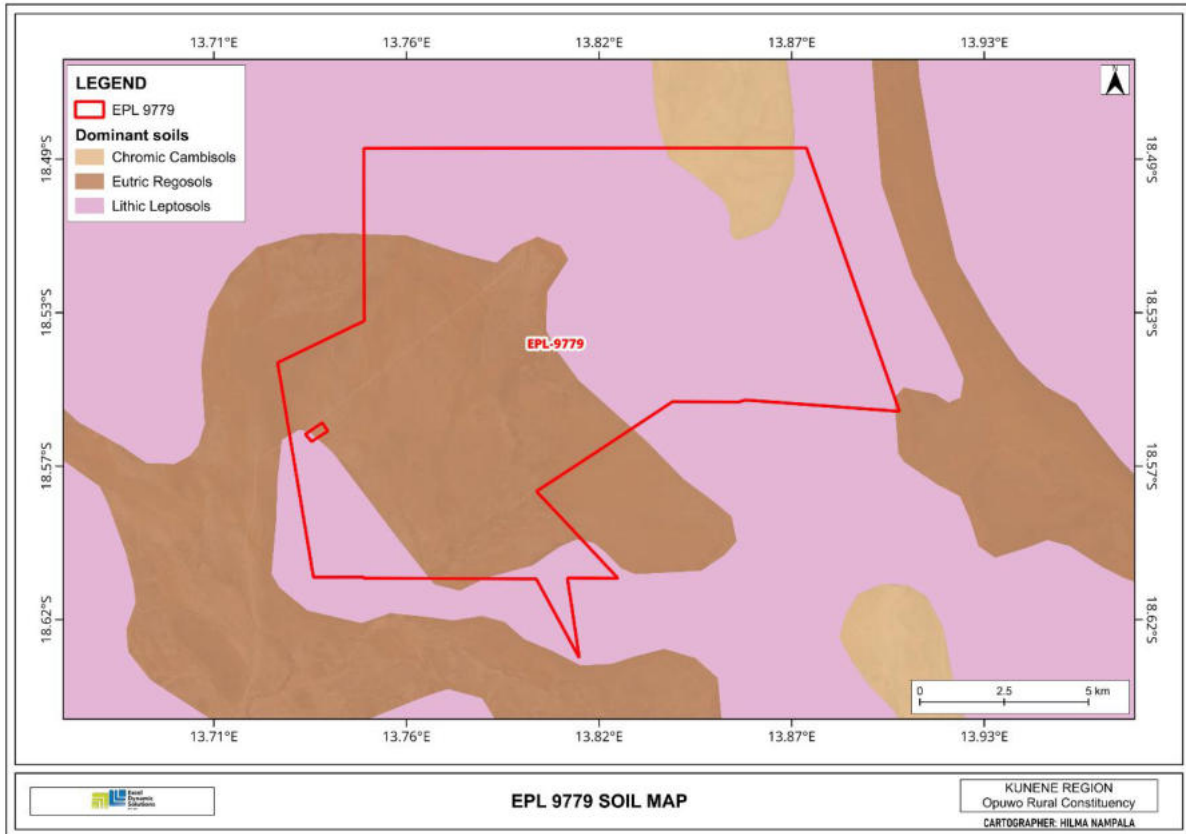 13.71°E 13.76°E 13.82°E 13.87°E 13.93°E
LEGEND
EPL 9779
Dominant soils
Chromic Cambisols
Eutric Regosols
Lithic Leptosols
N
18.49°S 18.49°S
18.53°S 18.53°S
EPL-9779
18.57°S 18.57°S
18.62°S 18.62°S
0 2.5 5 km
13.71°E 13.76°E 13.82°E 13.87°E 13.93°E
Excel
Dynamic
Solutions
EPL 9779 SOIL MAP
KUNENE REGION
Opuwo Rural Constituency
CARTOGRAPHER: HILMA NAMPALA